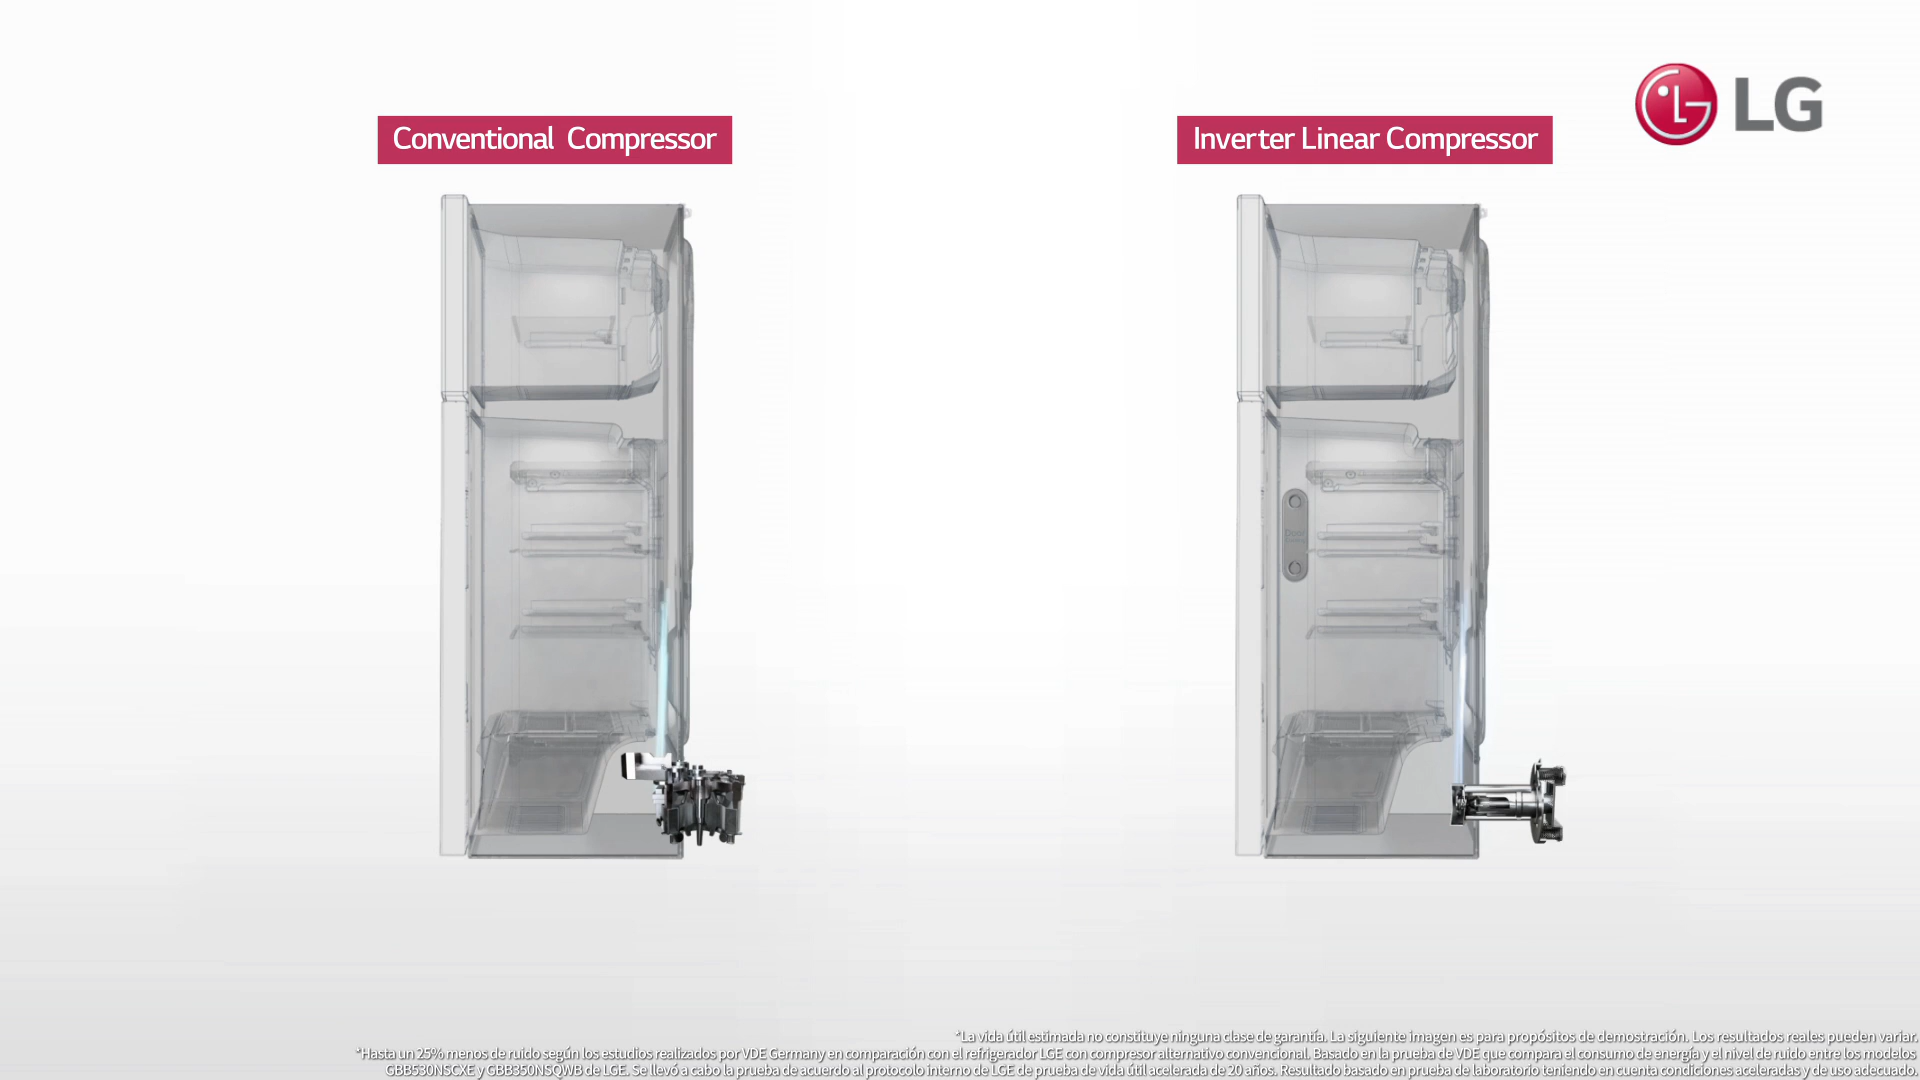 LG
Conventional Compressor
Inverter Linear Compressor
*La vida útil estimada no constituye ninguna clase de garantía. La siguiente imagen es para propósitos de demostración. Los resultados reales pueden variar.
*Hasta un 25% menos de ruido según los estudios realizados por VDE Germany en comparación con el refrigerador LGE con compresor alternativo convencional. Basado en la prueba de VDE que compara el consumo de energía y el nivel de ruido entre los modelos
GBB530NSCXE y GBB350NSQWB de LGE. Se llevó a cabo la prueba de acuerdo al protocolo interno de LGE de prueba de vida útil acelerada de 20 años. Resultado basado en prueba de laboratorio teniendo en cuenta condiciones aceleradas y de uso adecuado.